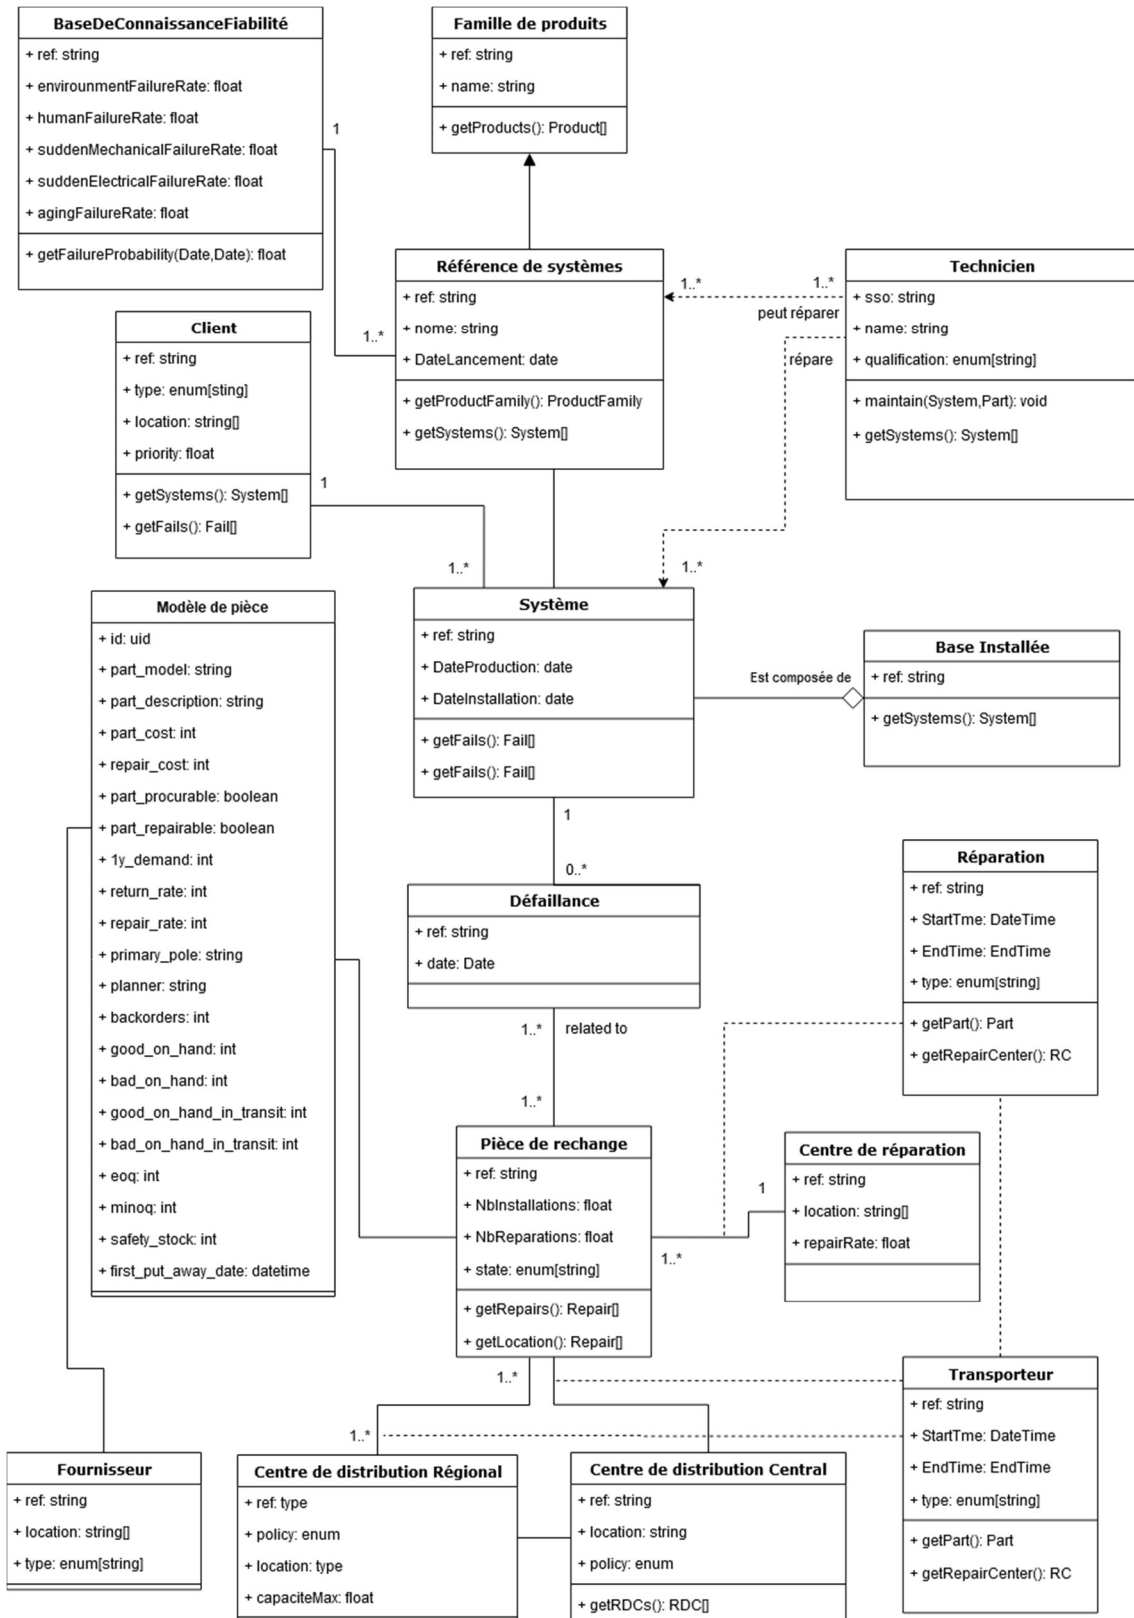 BaseDeConnaissanceFiabilité
+ ref: string
+ environmentFailureRate: float
+ humanFailureRate: float
+ suddenMechanicalFailureRate: float
+ suddenElectricalFailureRate: float
+ agingFailureRate: float
+ getFailureProbability(Date,Date): float
1
1..*
Famille de produits
+ ref: string
+ name: string
+ getProducts(): Product[]
Référence de systèmes
+ ref: string
+ nome: string
+ DateLancement: date
+ getProductFamily(): ProductFamily
+ getSystems(): System[]
1..*
1..*
peut réparer
répare
Technicien
+ sso: string
+ name: string
+ qualification: enum[string]
+ maintain(System,Part): void
+ getSystems(): System[]
Client
+ ref: string
+ type: enum[sting]
+ location: string[]
+ priority: float
+ getSystems(): System[]
+ getFails(): Fail[]
1
1..*
1..*
Système
+ ref: string
+ DateProduction: date
+ DateInstallation: date
+ getFails(): Fail[]
+ getFails(): Fail[]
Est composée de
Base Installée
+ ref: string
+ getSystems(): System[]
Modèle de pièce
+ id: uid
+ part_model: string
+ part_description: string
+ part_cost: int
+ repair_cost: int
+ part_procurable: boolean
+ part_repairable: boolean
+ 1y_demand: int
+ return_rate: int
+ repair_rate: int
+ primary_pole: string
+ planner: string
+ backorders: int
+ good_on_hand: int
+ bad_on_hand: int
+ good_on_hand_in_transit: int
+ bad_on_hand_in_transit: int
+ eoq: int
+ minoq: int
+ safety_stock: int
+ first_put_away_date: datetime
1
0..*
Défaillance
+ ref: string
+ date: Date
1..*
related to
1..*
Réparation
+ ref: string
+ StartTme: DateTime
+ EndTime: EndTime
+ type: enum[string]
+ getPart(): Part
+ getRepairCenter(): RC
Pièce de rechange
+ ref: string
+ NbInstallations: float
+ NbReparations: float
+ state: enum[string]
+ getRepairs(): Repair[]
+ getLocation(): Repair[]
1
1..*
Centre de réparation
+ ref: string
+ location: string[]
+ repairRate: float
1..*
1..*
Transporteur
+ ref: string
+ StartTme: DateTime
+ EndTime: EndTime
+ type: enum[string]
+ getPart(): Part
+ getRepairCenter(): RC
Fournisseur
+ ref: string
+ location: string[]
+ type: enum[string]
Centre de distribution Régional
+ ref: type
+ policy: enum
+ location: type
+ capaciteMax: float
Centre de distribution Central
+ ref: string
+ location: string
+ policy: enum
+ getRDCs(): RDC[]